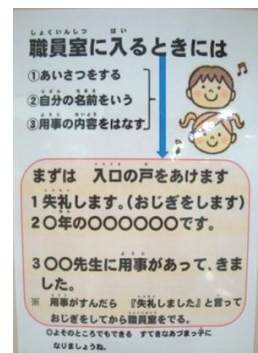 職員室に入るときには
①あいさつをする
②自分の名前をいう
③用事の内容をはなす
まずは 入口の戸をあけます
1失礼します。(おじぎをします)
2〇年の〇〇〇〇〇〇です。
3〇〇先生に用事があって、きま
した。
※ 用事がすんだら 『失礼しました』と言って
おじぎをしてから職員室をでる。
◎よそのところでもできる すてきなあづまっ子に
なりましょうね。